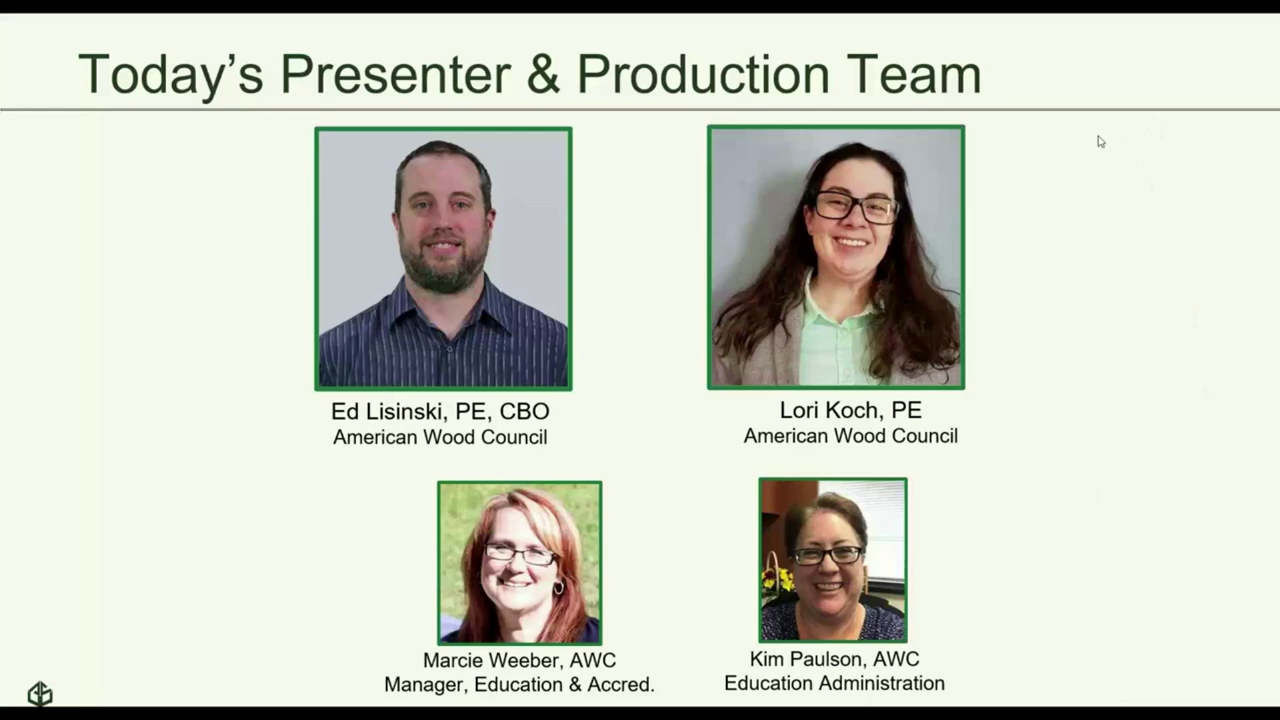 Today’s Presenter & Production Team
Ed Lisinski, PE, CBO
American Wood Council
Lori Koch, PE
American Wood Council
Marcie Weeber, AWC
Manager, Education & Accred.
Kim Paulson, AWC
Education Administration